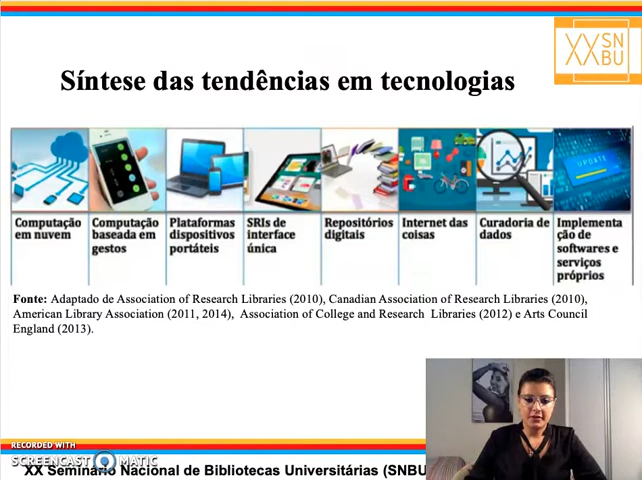 XX SN
BU
Síntese das tendências em tecnologias
UPDATE
Computação
em nuvem
Computação
baseada em
gestos
Plataformas
dispositivos
portáteis
SRIs de
interface
única
Repositórios
digitais
Internet das
coisas
Curadoria de
dados
Implementa
ção de
softwares e
serviços
próprios
Fonte: Adaptado de Association of Research Libraries (2010), Canadian Association of Research Libraries (2010),
American Library Association (2011, 2014), Association of College and Research Libraries (2012) e Arts Council
England (2013).
RECORDED WITH
SCREENCAST MATIC
XX Seminário Nacional de Bibliotecas Universitárias (SNBU